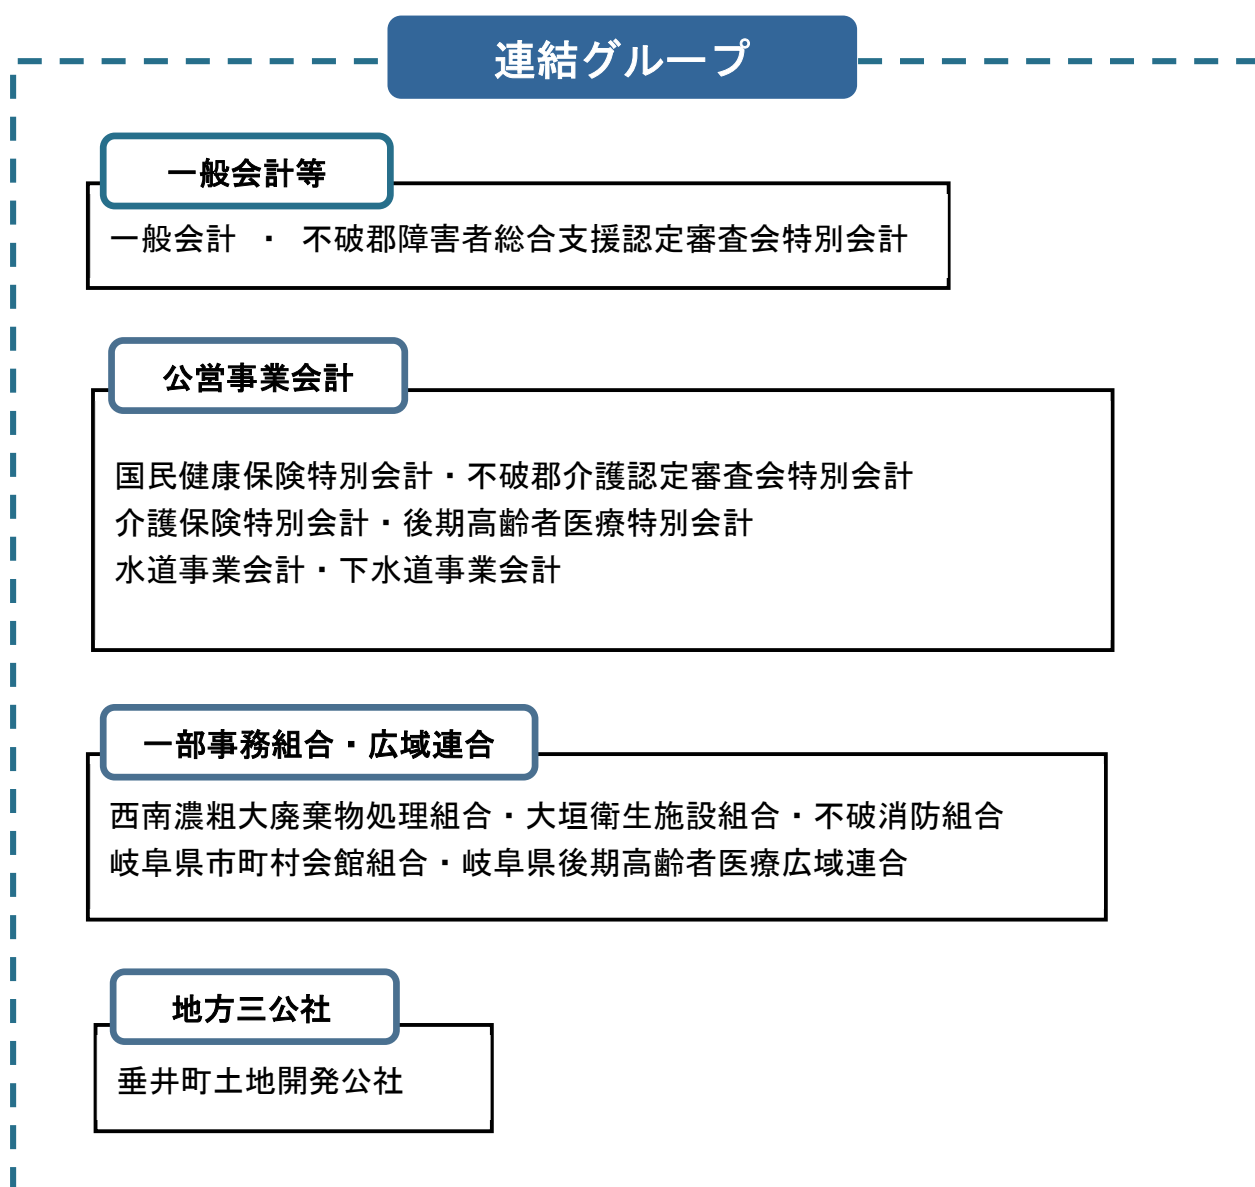 連結グループ
一般会計等
一般会計　・　不破郡障害者総合支援認定審査会特別会計
公営事業会計
国民健康保険特別会計・不破郡介護認定審査会特別会計
介護保険特別会計・後期高齢者医療特別会計
水道事業会計・下水道事業会計
一部事務組合・広域連合
西南濃粗大廃棄物処理組合・大垣衛生施設組合・不破消防組合
岐阜県市町村会館組合・岐阜県後期高齢者医療広域連合
地方三公社
垂井町土地開発公社